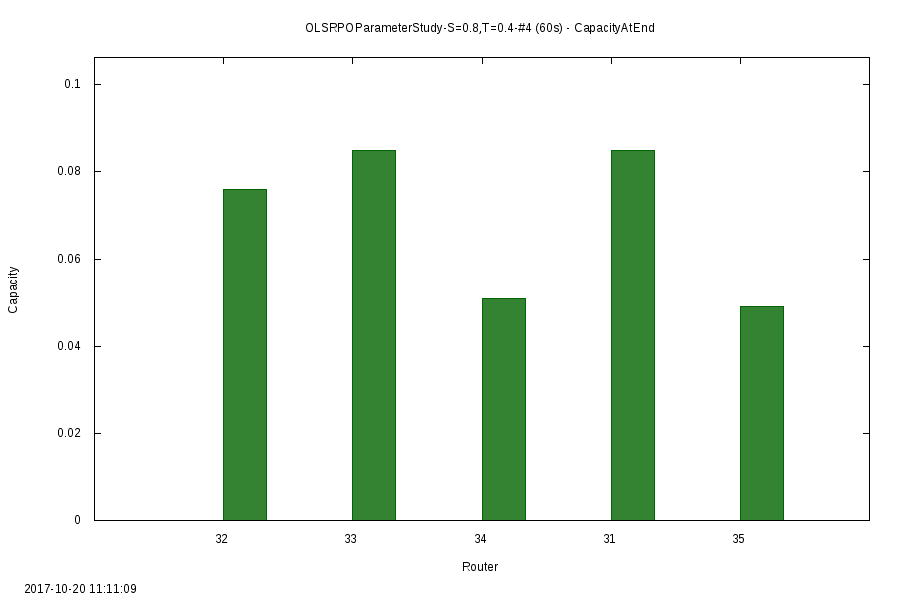 OLSRPOParameterStudy-S=0.8,T=0.4-#4 (60s) - CapacityAtEnd
0.1
0.08
0.06
0.04
0.02
0
Capacity
32 33 34 31 35
Router
2017-10-20 11:11:09